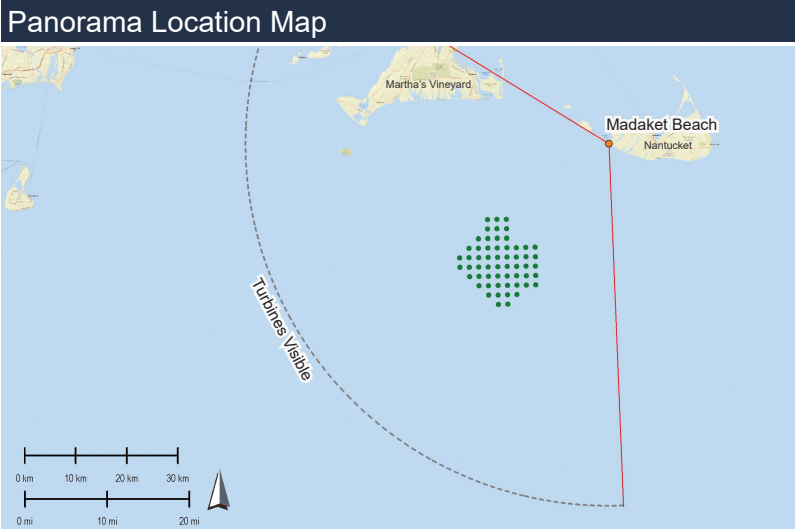 Panorama Location Map
Martha's Vineyard
Madaket Beach
Nantucket
Turbines Visible
0 km 10 km 20 km 30 km
0 mi 10 mi 20 mi